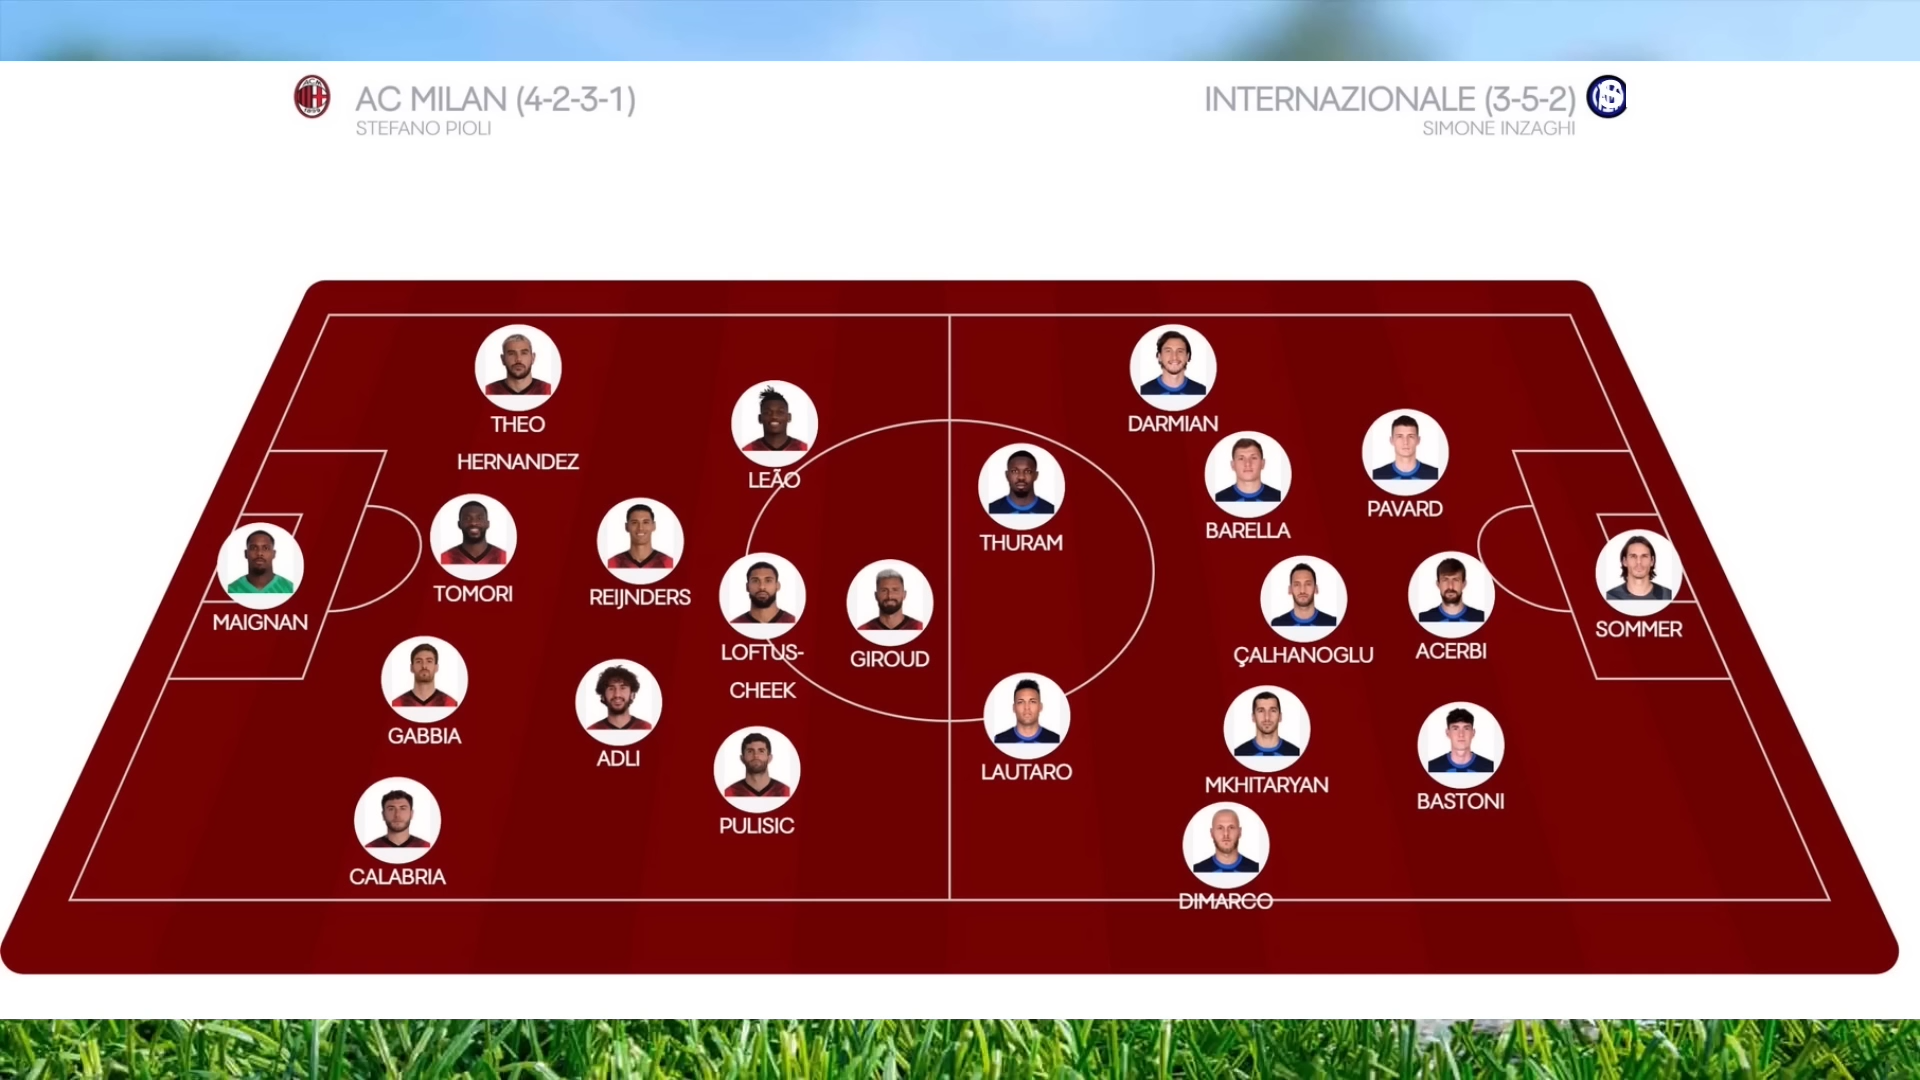 AC MILAN (4-2-3-1)
STEFANO PIOLI
INTERNAZIONALE (3-5-2)
SIMONE INZAGHI
THEO
HERNANDEZ
LEÃO
TOMORI
REIJNDERS
MAIGNAN
LOFTUS-
CHEEK
GIROUD
GABBIA
ADLI
PULISIC
CALABRIA
DARMIAN
THURAM
BARELLA
PAVARD
ÇALHANOGLU
ACERBI
SOMMER
LAUTARO
MKHITARYAN
BASTONI
DIMARCO